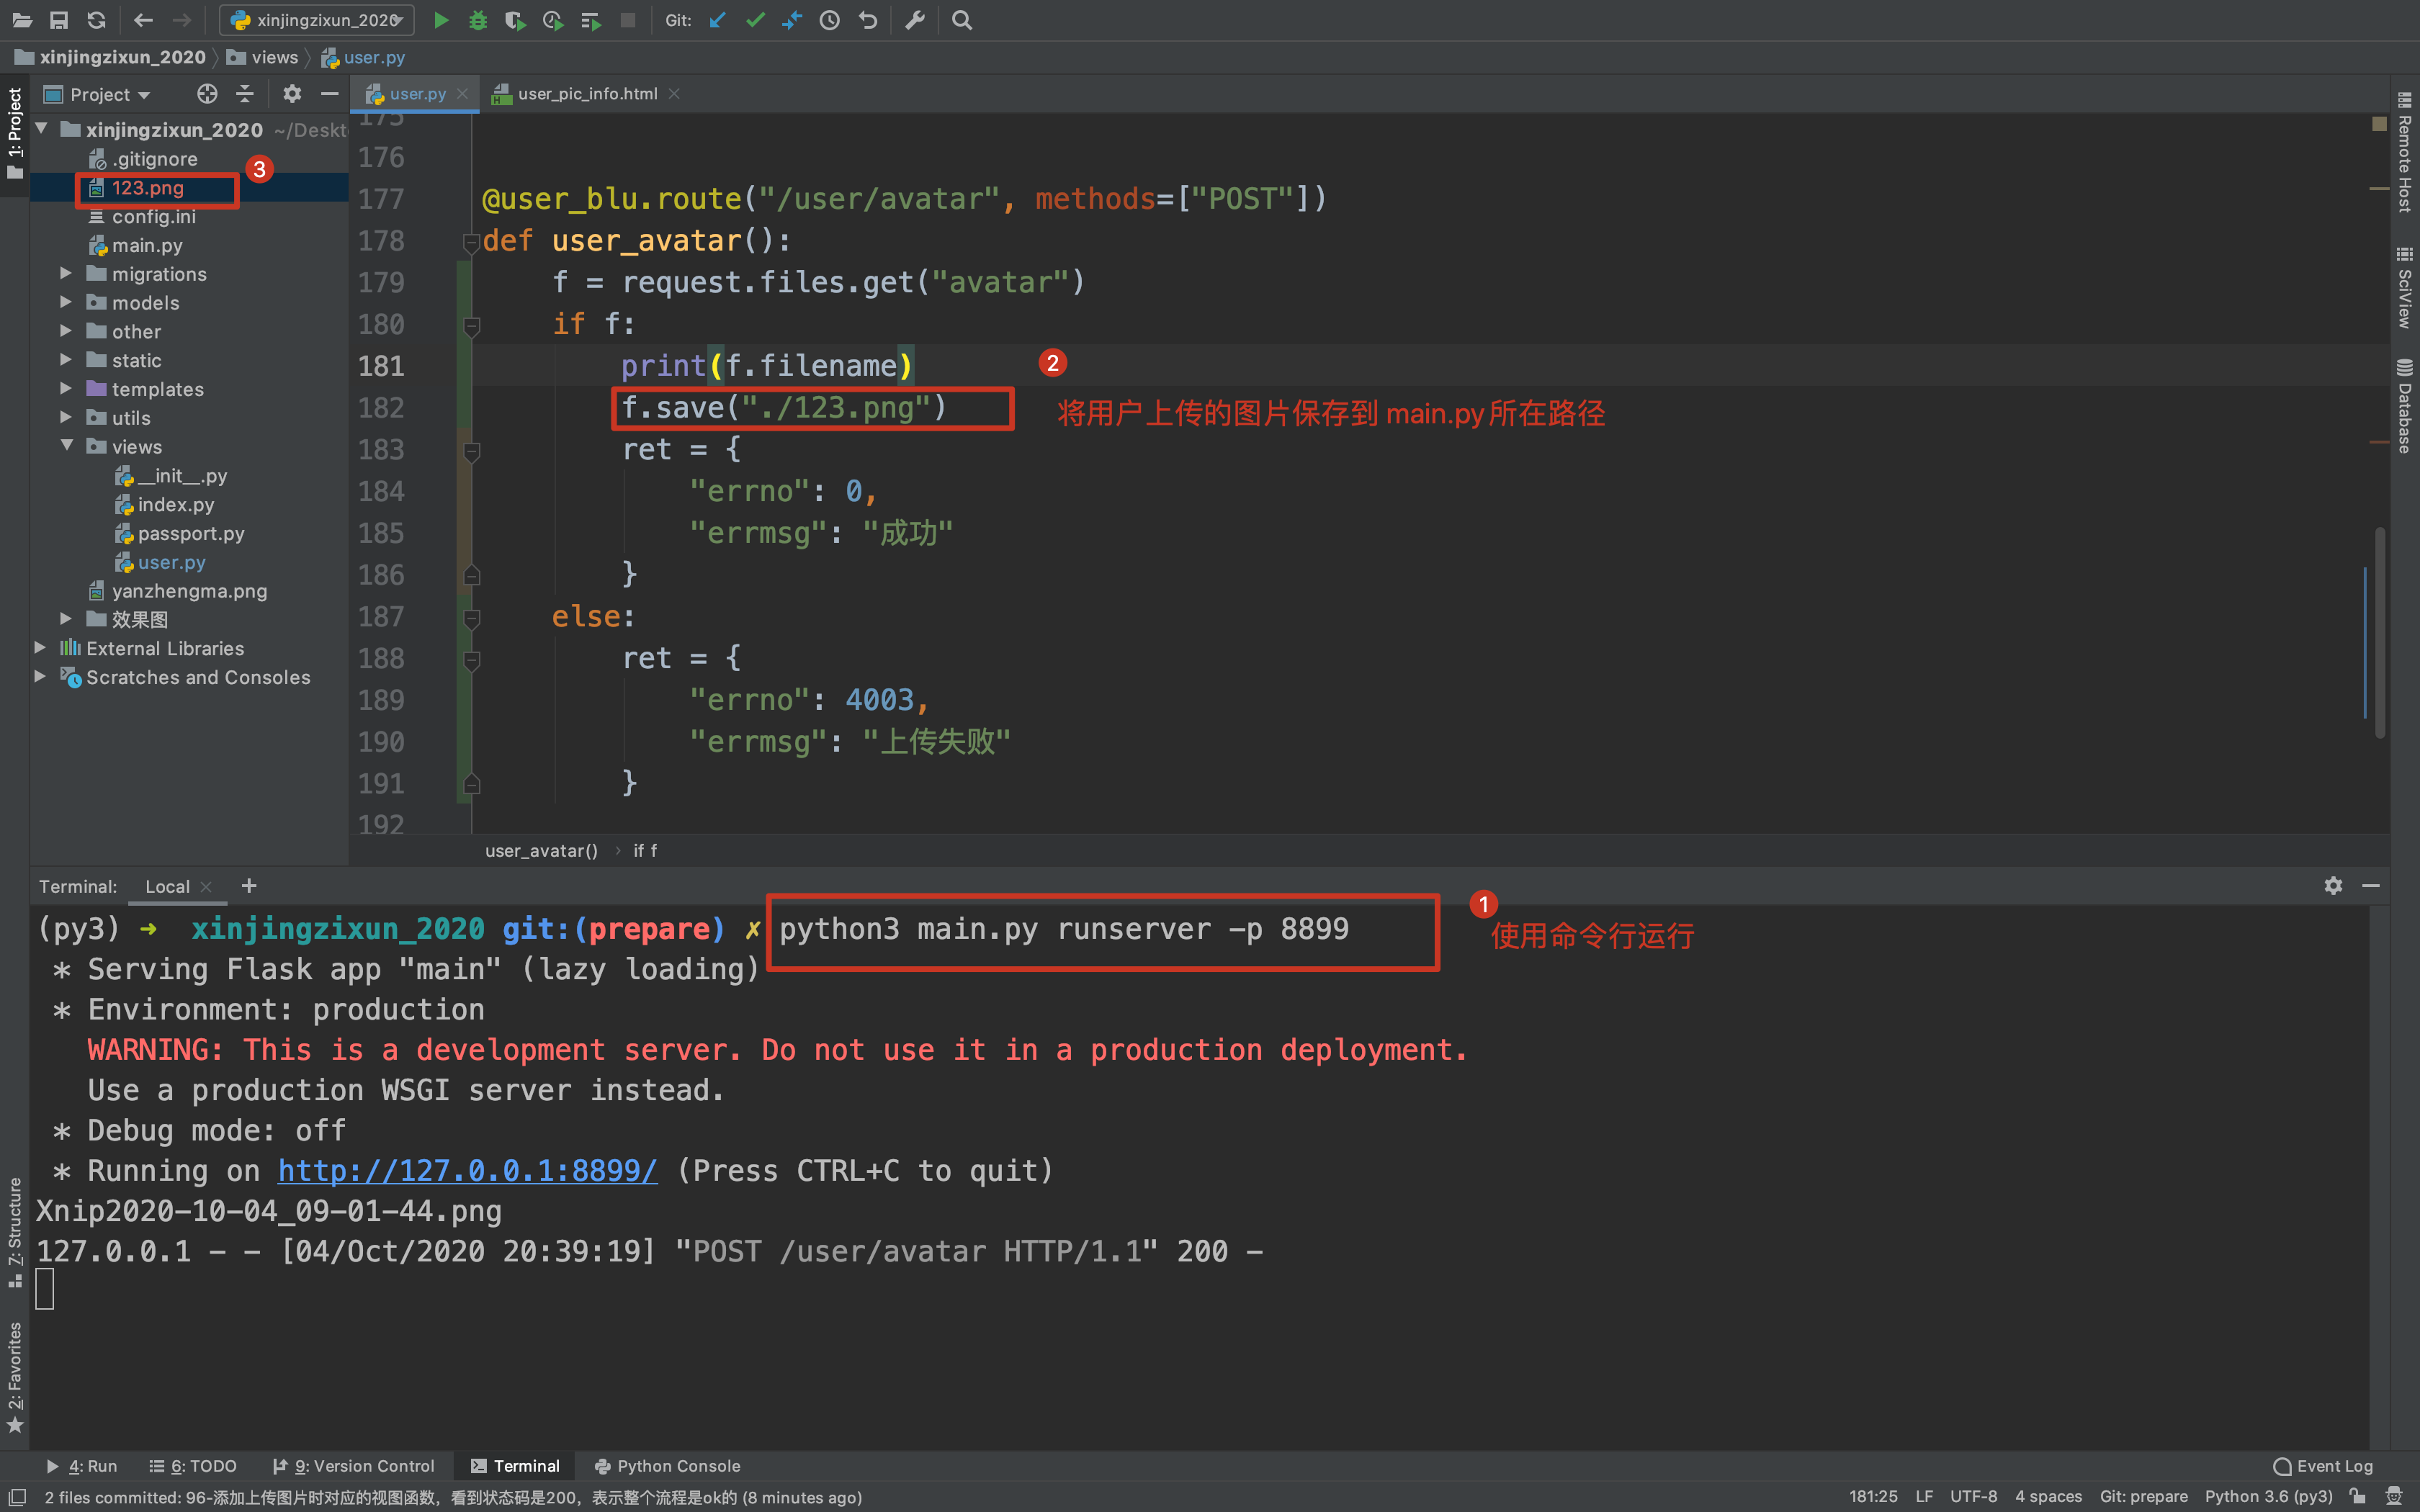 xinjingzixun_2020
Git:
xinjingzixun_2020
views
user.py
Project
user.py
user_pic_info.html
1: Project
xinjingzixun_2020 ~/Deskt
.gitignore
3
123.png
config.ini
main.py
migrations
models
other
static
templates
utils
views
__init__.py
index.py
passport.py
user.py
yanzhengma.png
效果图
External Libraries
Scratches and Consoles
175
176
177 @user_blu.route("/user/avatar", methods=["POST"])
178 def user_avatar():
179 f = request.files.get("avatar")
180 if f:
181 print(f.filename)
2
182 f.save("./123.png")
将用户上传的图片保存到 main.py所在路径
183 ret = {
184 "errno": 0,
185 "errmsg": "成功"
186 }
187 else:
188 ret = {
189 "errno": 4003,
190 "errmsg": "上传失败"
191 }
192
user_avatar() › if f
Remote Host
SciView
Database
Terminal: Local +
(py3) ➜ xinjingzixun_2020 git:(prepare) ✗ python3 main.py runserver -p 8899
1
使用命令行运行
* Serving Flask app "main" (lazy loading)
* Environment: production
WARNING: This is a development server. Do not use it in a production deployment.
Use a production WSGI server instead.
* Debug mode: off
* Running on http://127.0.0.1:8899/ (Press CTRL+C to quit)
Xnip2020-10-04_09-01-44.png
127.0.0.1 - - [04/Oct/2020 20:39:19] "POST /user/avatar HTTP/1.1" 200 -
7: Structure
2: Favorites
4: Run
6: TODO
9: Version Control
Terminal
Python Console
Event Log
2 files committed: 96-添加上传图片时对应的视图函数，看到状态码是200，表示整个流程是ok的 (8 minutes ago)
181:25 LF UTF-8 4 spaces Git: prepare Python 3.6 (py3)